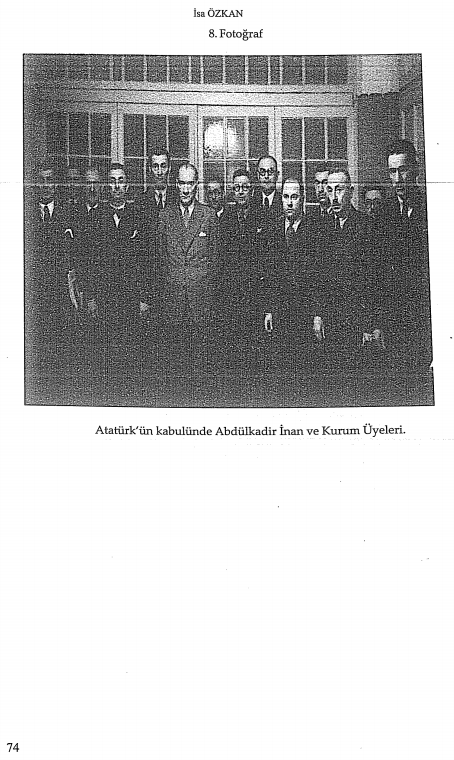 İsa ÖZKAN
8. Fotoğraf
Atatürk'ün kabulünde Abdülkadir İnan ve Kurum Üyeleri.
74